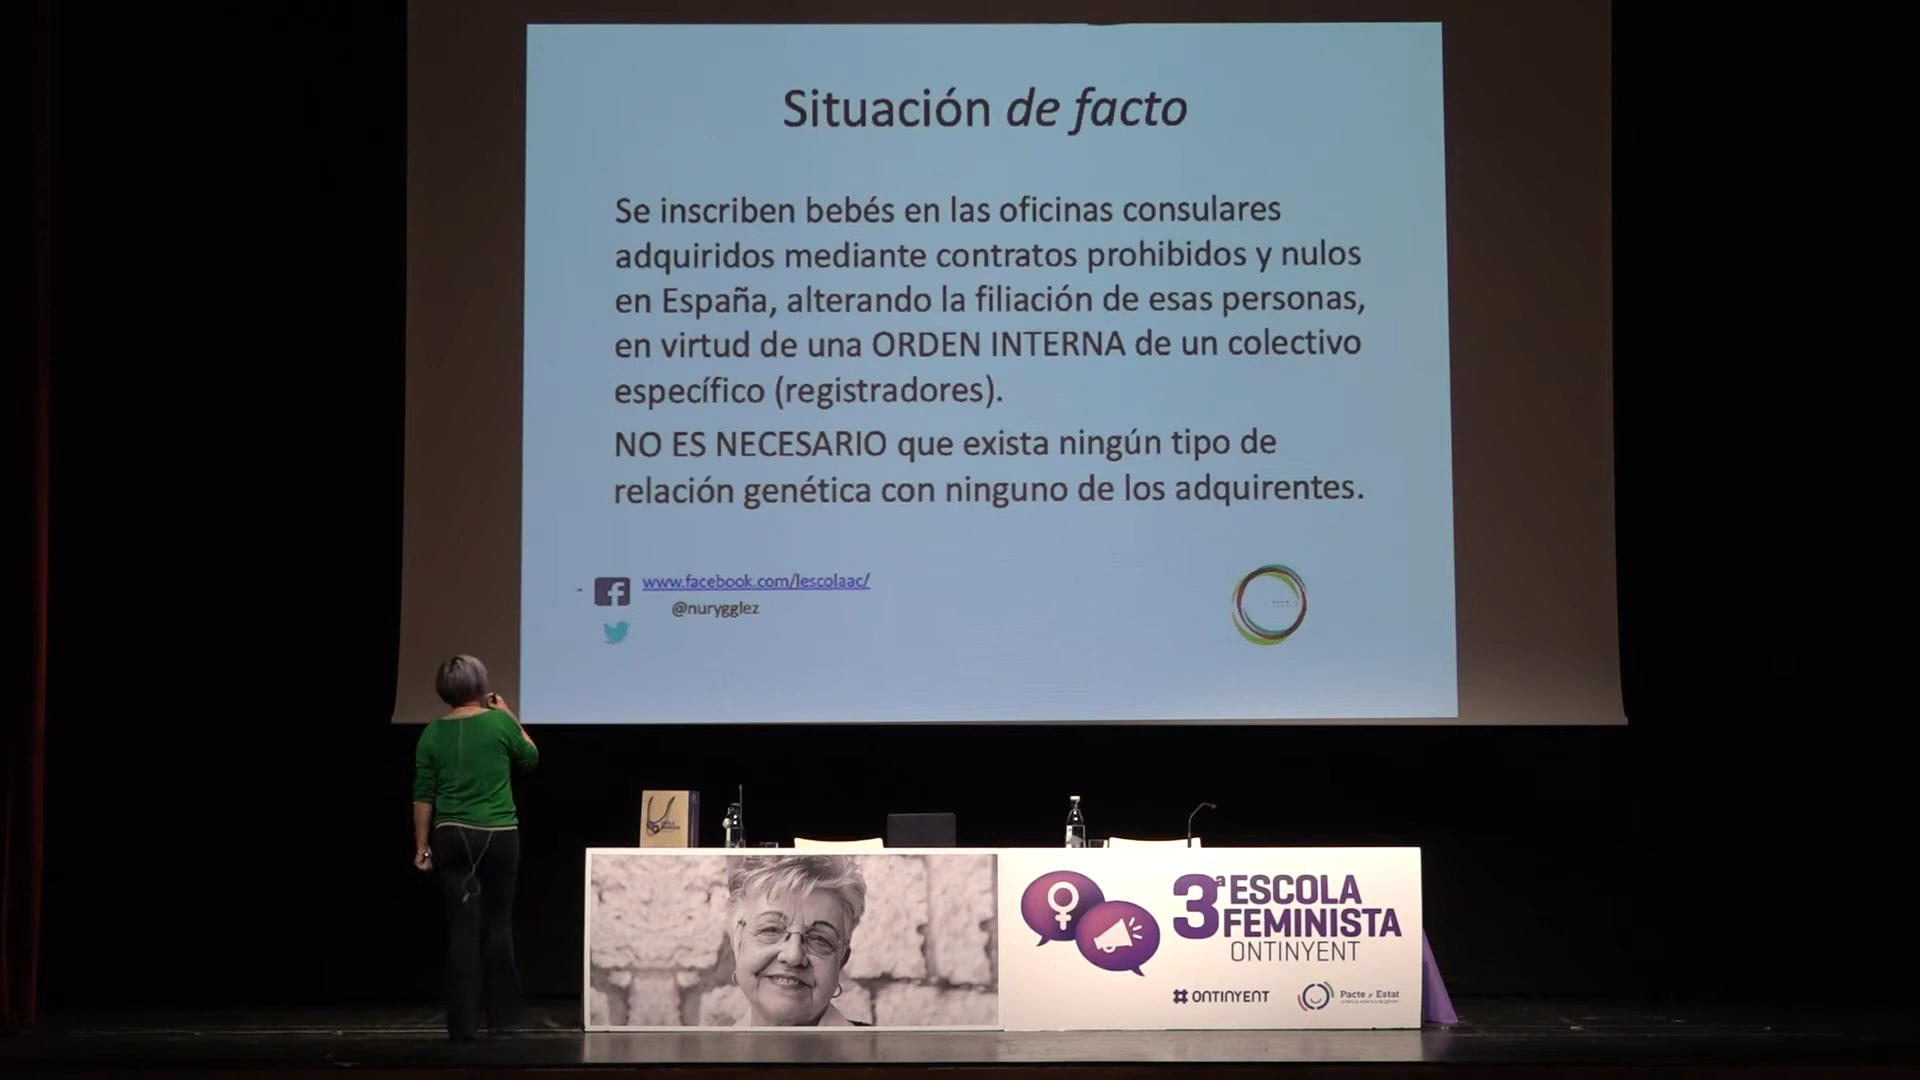 Situación de facto
Se inscriben bebés en las oficinas consulares
adquiridos mediante contratos prohibidos y nulos
en España, alterando la filiación de esas personas,
en virtud de una ORDEN INTERNA de un colectivo
específico (registradores).
NO ES NECESARIO que exista ningún tipo de
relación genética con ninguno de los adquirentes.
- www.facebook.com/lescolaac/
@nurygglez
3ª ESCOLA
FEMINISTA
ONTINYENT
ONTINYENT
Pacte d'Estat